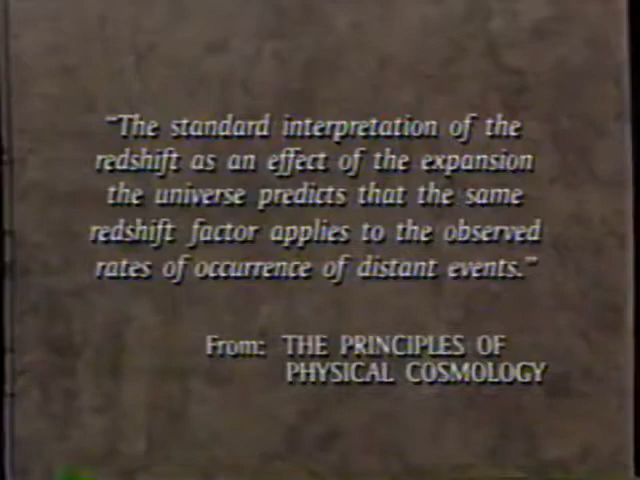 "The standard interpretation of the
redshift as an effect of the expansion
the universe predicts that the same
redshift factor applies to the observed
rates of occurrence of distant events."
From: THE PRINCIPLES OF
PHYSICAL COSMOLOGY